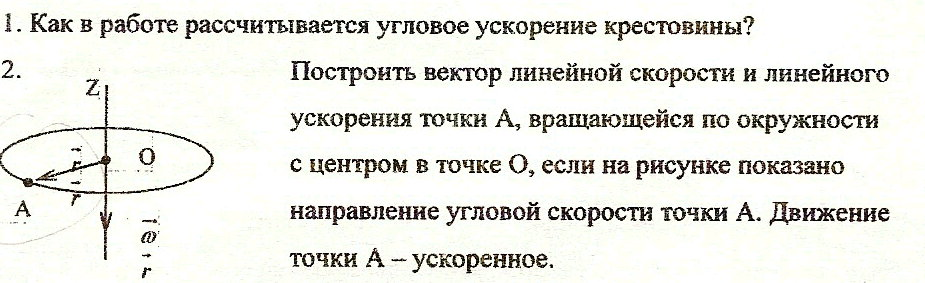 1. Как в работе рассчитывается угловое ускорение крестовины?
2.
Z
O
r
r
A
ω
r
Построить вектор линейной скорости и линейного
ускорения точки А, вращающейся по окружности
с центром в точке О, если на рисунке показано
направление угловой скорости точки А. Движение
точки А – ускоренное.